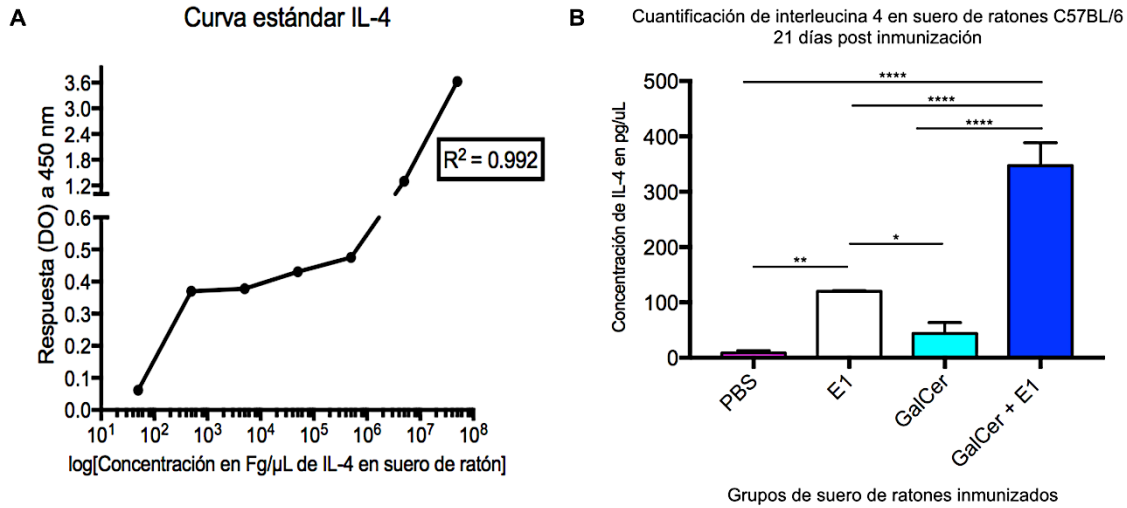 A
Curva estándar IL-4
Respuesta (DO) a 450 nm
3.6
3.0
2.4
1.8
1.2
0.6
0.5
0.4
0.3
0.2
0.1
0.0
R² = 0.992
10¹ 10² 10³ 10⁴ 10⁵ 10⁶ 10⁷ 10⁸
log[Concentración en Fg/µL de IL-4 en suero de ratón]
B
Cuantificación de interleucina 4 en suero de ratones C57BL/6
21 días post inmunización
Concentración de IL-4 en pg/uL
500
400
300
200
100
0
****
****
****
*
**
PBS
E1
GalCer
GalCer + E1
Grupos de suero de ratones inmunizados